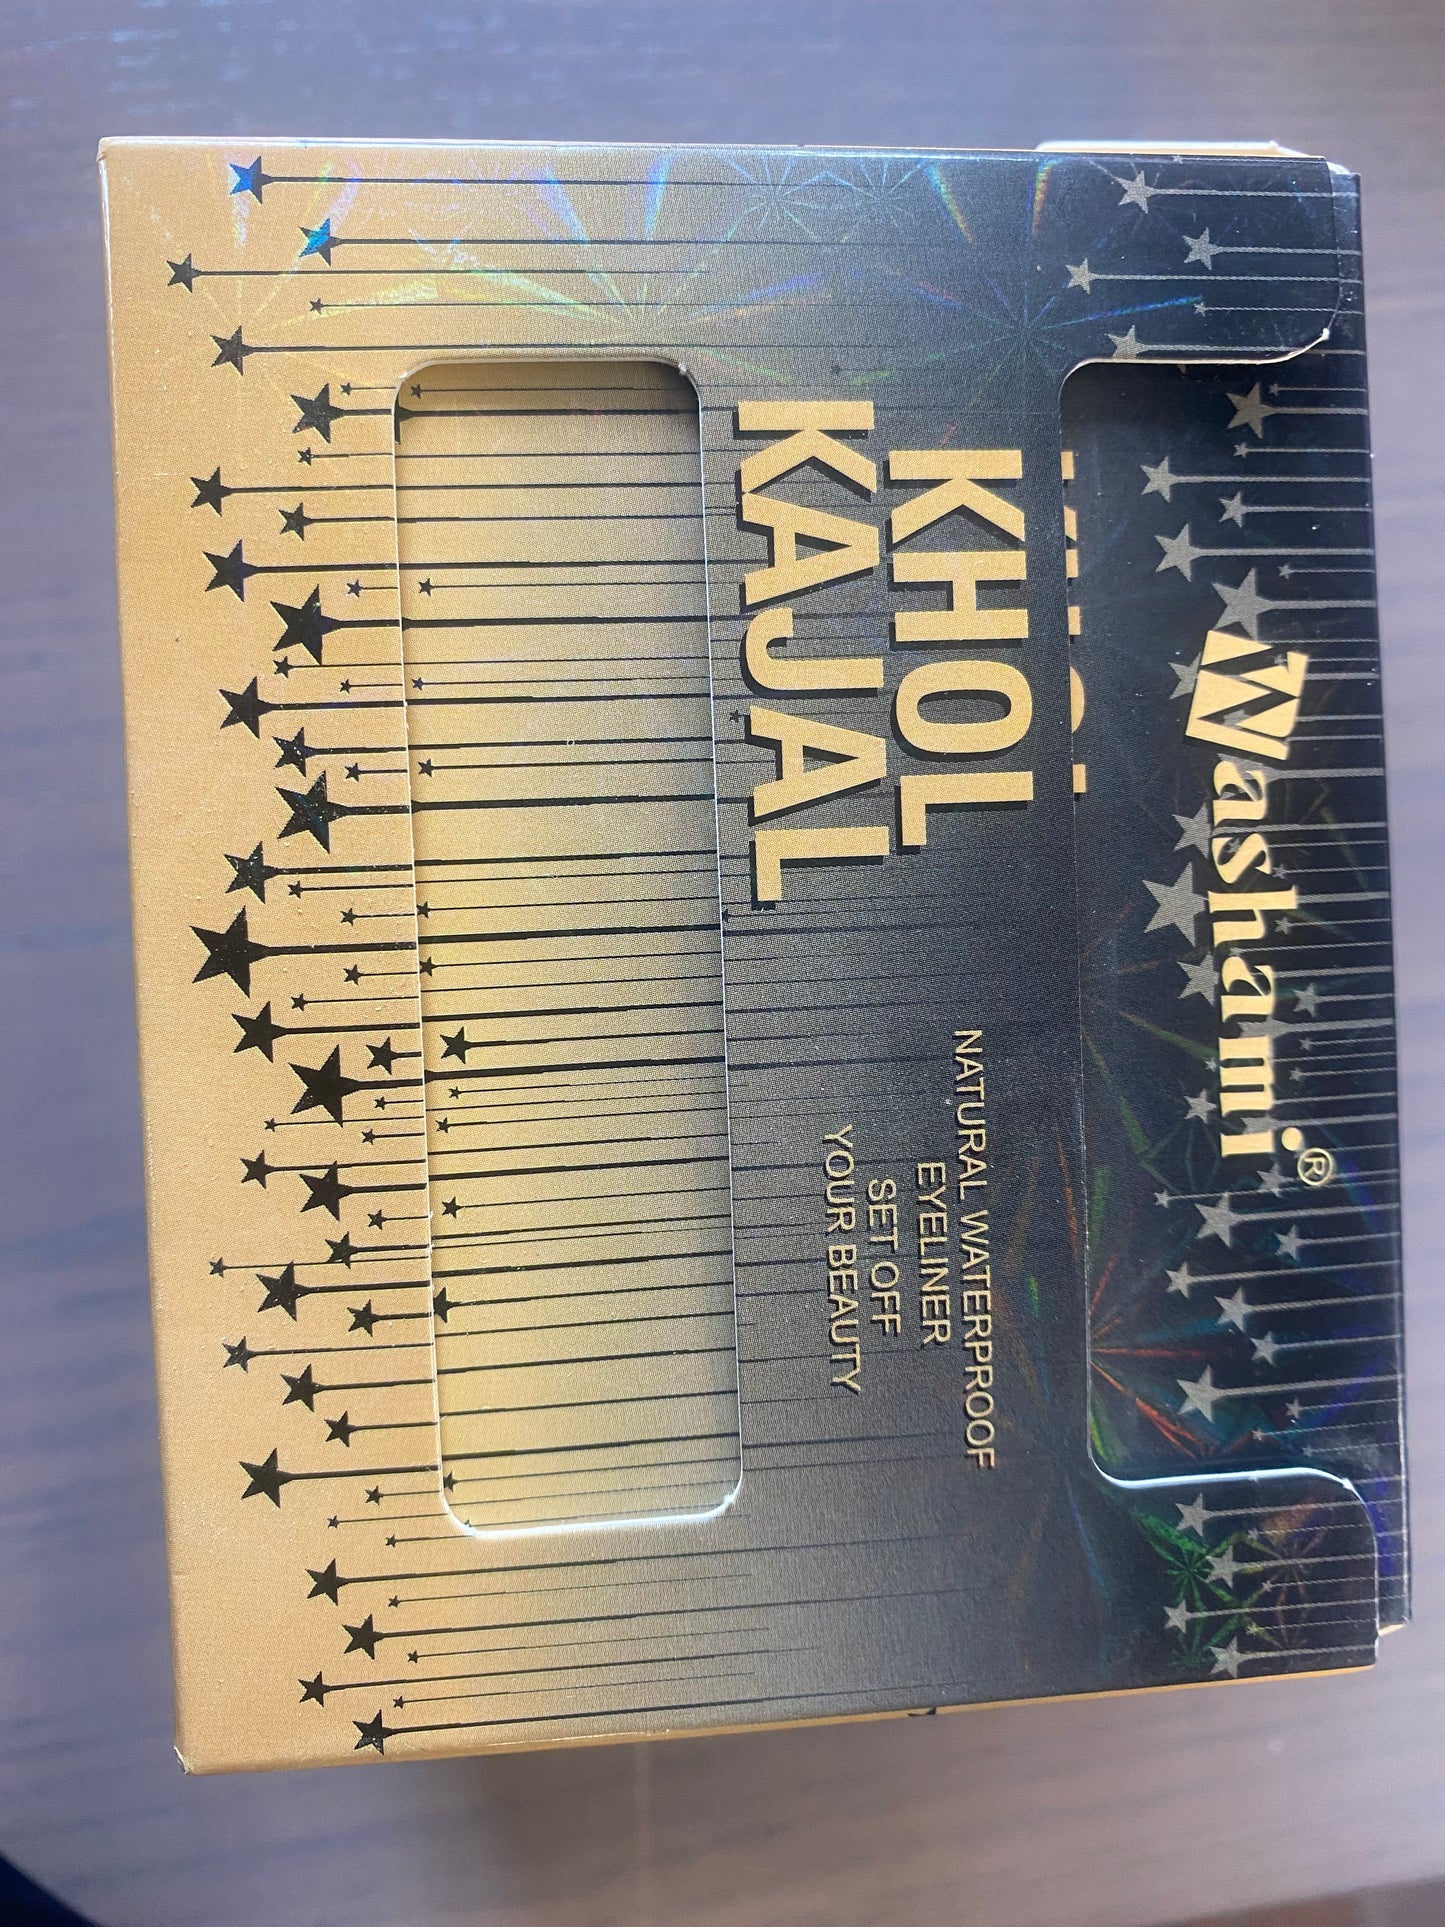 Washami®
KHOL
KAJAL
NATURAL WATERPROOF
EYELINER
SET OFF
YOUR BEAUTY